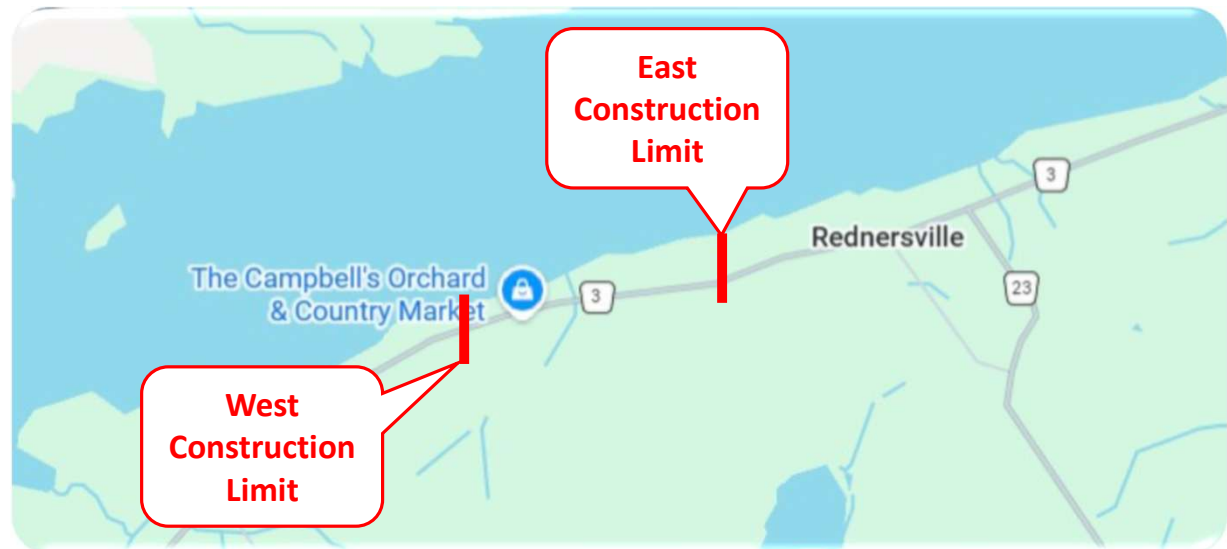 East
Construction
Limit
3
Rednersville
The Campbell's Orchard
& Country Market
3
23
West
Construction
Limit